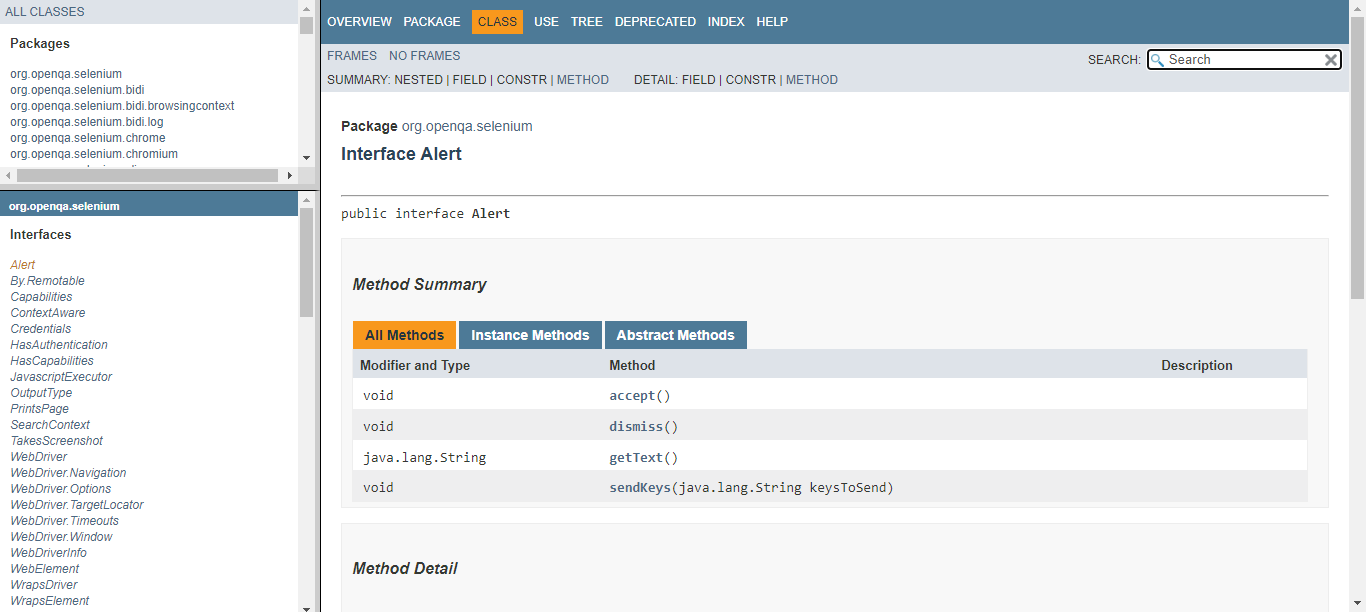 ALL CLASSES
Packages
org.openqa.selenium
org.openqa.selenium.bidi
org.openqa.selenium.bidi.browsingcontext
org.openqa.selenium.bidi.log
org.openqa.selenium.chrome
org.openqa.selenium.chromium
org.openqa.selenium
Interfaces
Alert
By.Remotable
Capabilities
ContextAware
Credentials
HasAuthentication
HasCapabilities
JavascriptExecutor
OutputType
PrintsPage
SearchContext
TakesScreenshot
WebDriver
WebDriver.Navigation
WebDriver.Options
WebDriver.TargetLocator
WebDriver.Timeouts
WebDriver.Window
WebDriverInfo
WebElement
WrapsDriver
WrapsElement
OVERVIEW PACKAGE CLASS USE TREE DEPRECATED INDEX HELP
FRAMES NO FRAMES
SEARCH: Search
SUMMARY: NESTED | FIELD | CONSTR | METHOD DETAIL: FIELD | CONSTR | METHOD
Package org.openqa.selenium
Interface Alert
public interface Alert
Method Summary
All Methods Instance Methods Abstract Methods
Modifier and Type Method Description
void accept()
void dismiss()
java.lang.String getText()
void sendKeys(java.lang.String keysToSend)
Method Detail